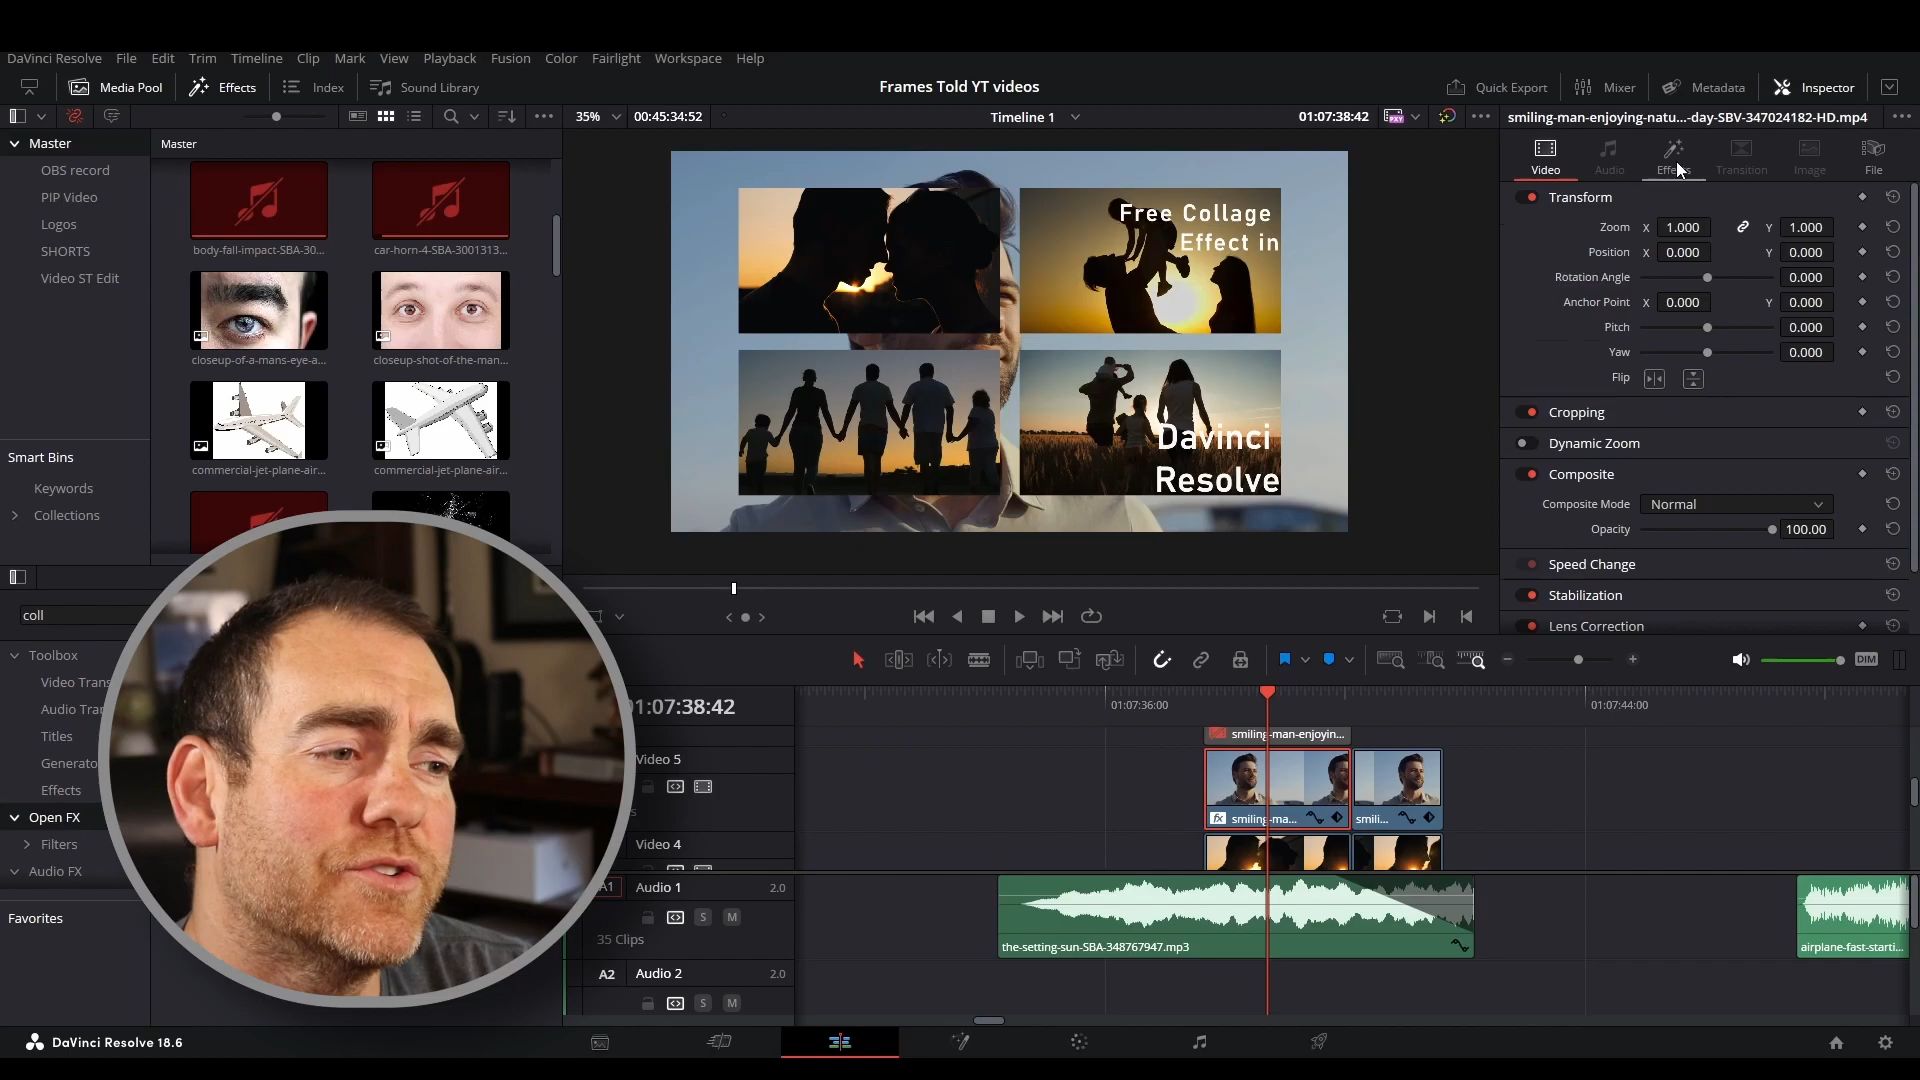 DaVinci Resolve File Edit Trim Timeline Clip Mark View Playback Fusion Color Fairlight Workspace Help
Media Pool Effects Index Sound Library Frames Told YT videos Quick Export Mixer Metadata Inspector
35% 00:45:34:52 Timeline 1 01:07:38:42 smiling-man-enjoying-natu...-day-SBV-347024182-HD.mp4
Master
OBS record
PIP Video
Logos
SHORTS
Video ST Edit
Smart Bins
Keywords
Collections
Master
body-fall-impact-SBA-30... car-horn-4-SBA-3001313...
closeup-of-a-mans-eye-a... closeup-shot-of-the-man...
commercial-jet-plane-air... commercial-jet-plane-air...
Free Collage
Effect in
Davinci
Resolve
Video Audio Effects Transition Image File
Transform
Zoom X 1.000 Y 1.000
Position X 0.000 Y 0.000
Rotation Angle 0.000
Anchor Point X 0.000 Y 0.000
Pitch 0.000
Yaw 0.000
Flip
Cropping
Dynamic Zoom
Composite
Composite Mode Normal
Opacity 100.00
Speed Change
Stabilization
Lens Correction
coll
Toolbox
Video Trans
Audio Tra
Titles
Generato
Effects
Open FX
Filters
Audio FX
Favorites
DIM
01:07:38:42 01:07:36:00 01:07:44:00
smiling-man-enjoyin...
Video 5
fx smiling-ma... smili...
Video 4
A1 Audio 1 2.0
S M
35 Clips
the-setting-sun-SBA-348767947.mp3 airplane-fast-starti...
A2 Audio 2 2.0
S M
DaVinci Resolve 18.6